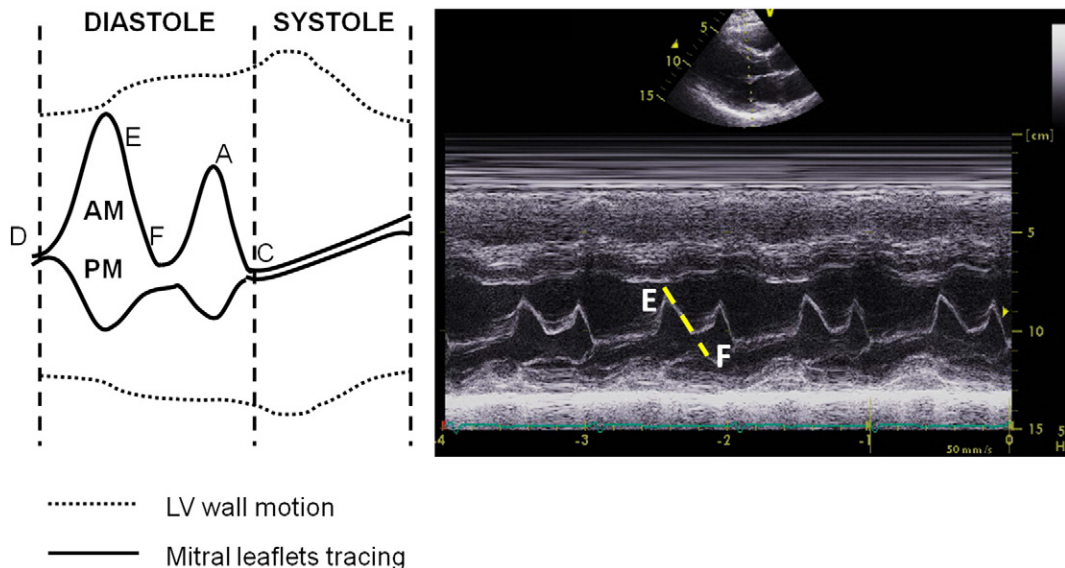 DIASTOLE SYSTOLE
E
A
AM
D
F
PM
C
LV wall motion
Mitral leaflets tracing
V
5
10
15
[cm]
5
E
10
F
15
-4 -3 -2 -1 0
5
50 mm/s H